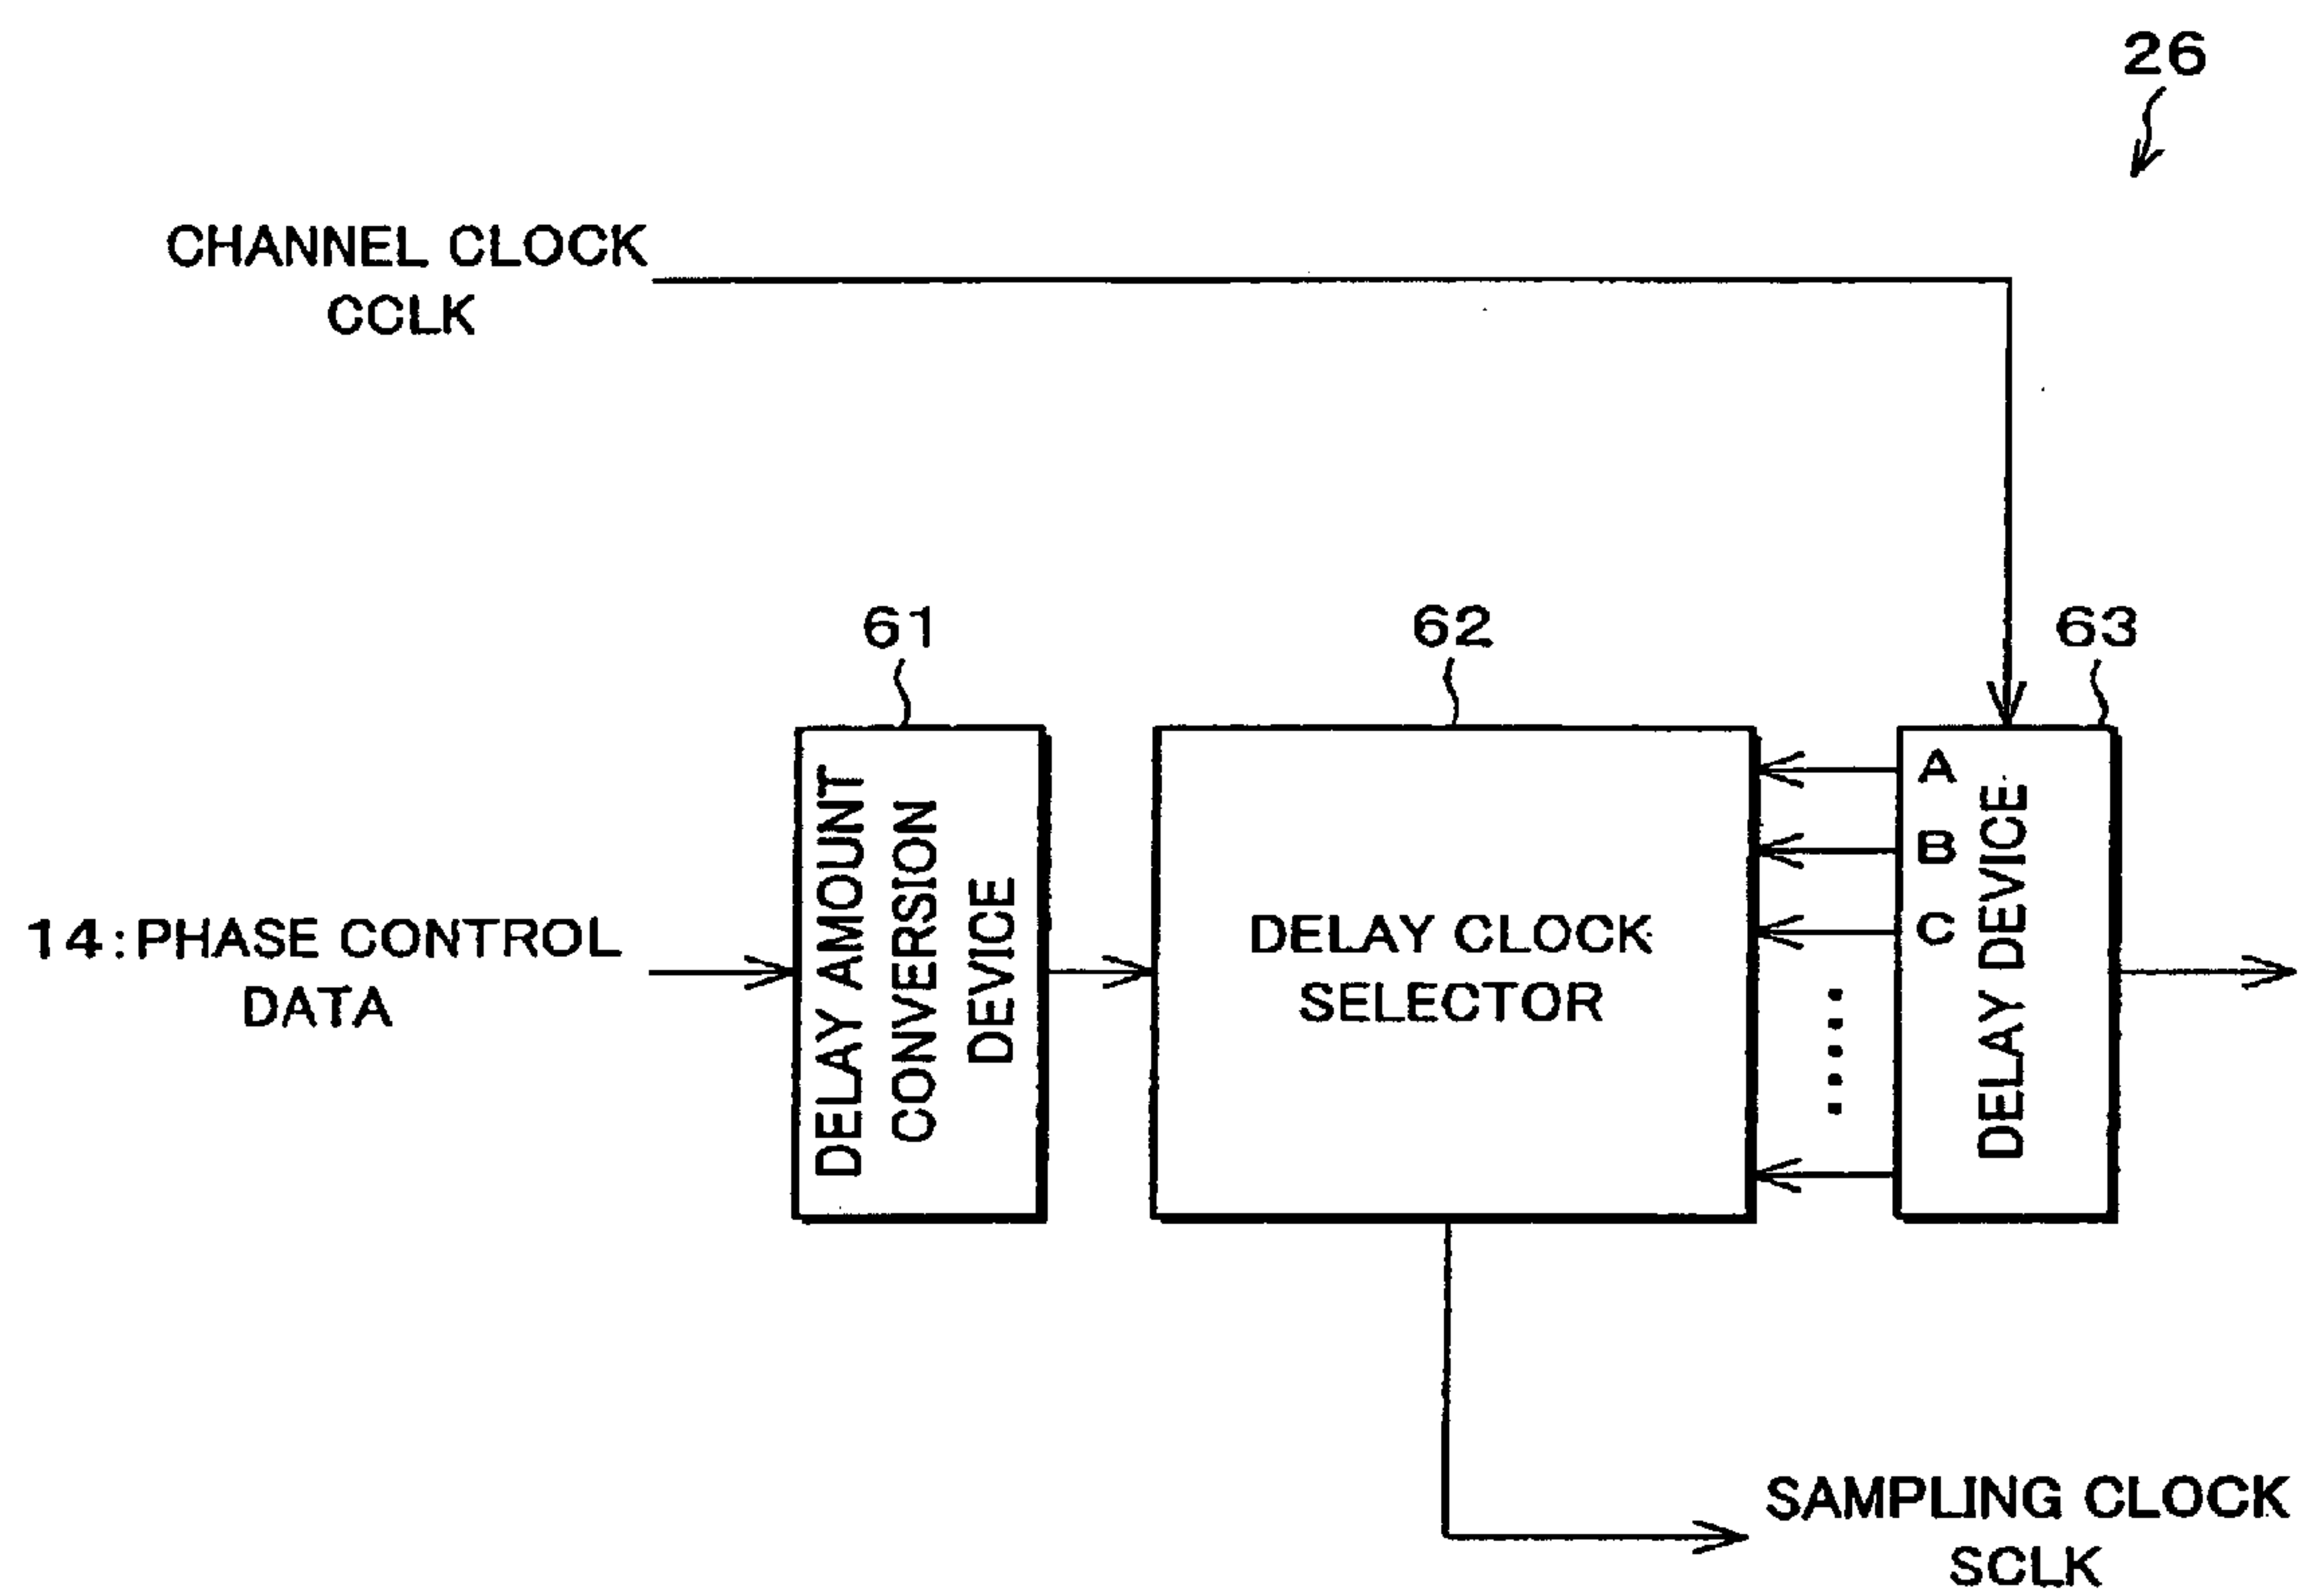 26
CHANNEL CLOCK
CCLK
61
62
63
14:PHASE CONTROL
DATA
DELAY AMOUNT
CONVERSION
DEVICE
DELAY CLOCK
SELECTOR
A
B
C
DELAY DEVICE
SAMPLING CLOCK
SCLK